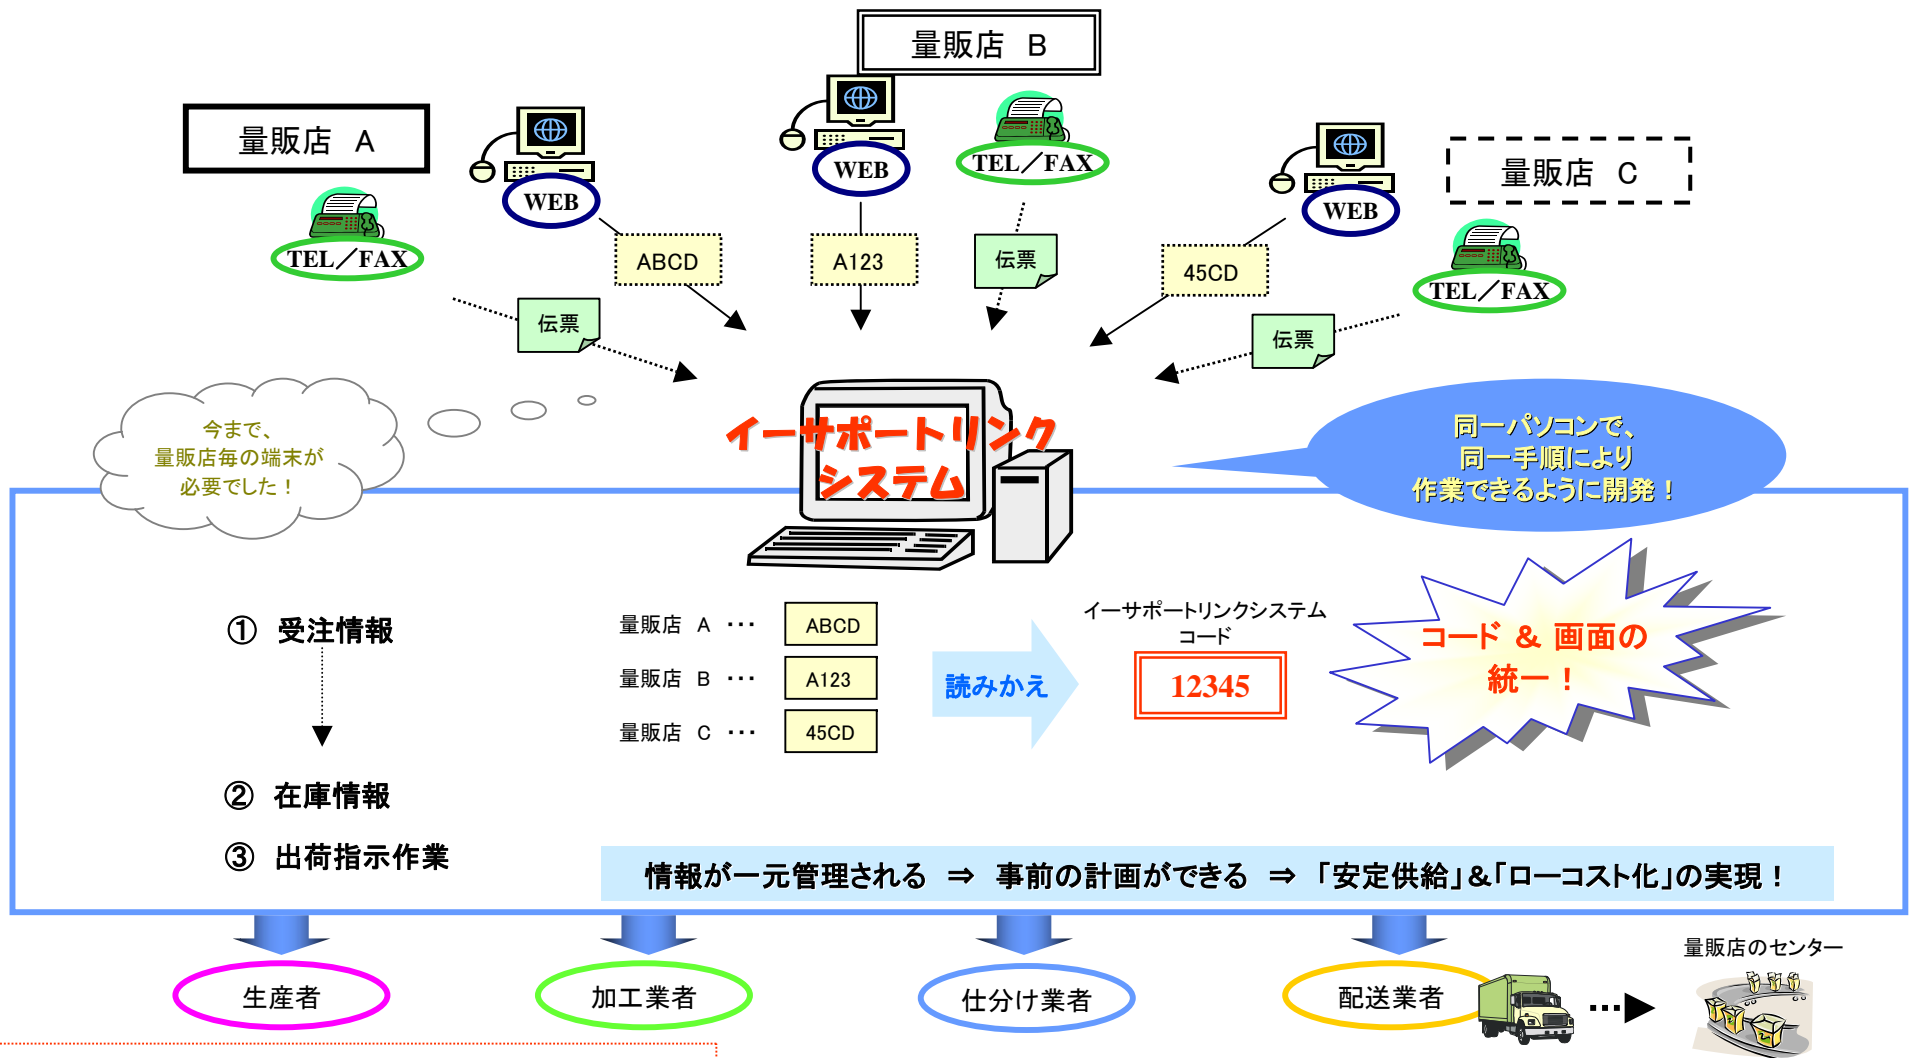 量販店 B
量販店 A
WEB
TEL/FAX
WEB
TEL/FAX
WEB
量販店 C
TEL/FAX
ABCD
A123
伝票
45CD
伝票
伝票
今まで、
量販店毎の端末が
必要でした!
イーサポートリンク
システム
同一パソコンで、
同一手順により
作業できるように開発!
① 受注情報
② 在庫情報
③ 出荷指示作業
量販店 A ・・・ ABCD
量販店 B ・・・ A123
量販店 C ・・・ 45CD
読みかえ
イーサポートリンクシステム
コード
12345
コード & 画面の
統一!
情報が一元管理される ⇒ 事前の計画ができる ⇒ 「安定供給」&「ローコスト化」の実現!
生産者
加工業者
仕分け業者
配送業者
量販店のセンター